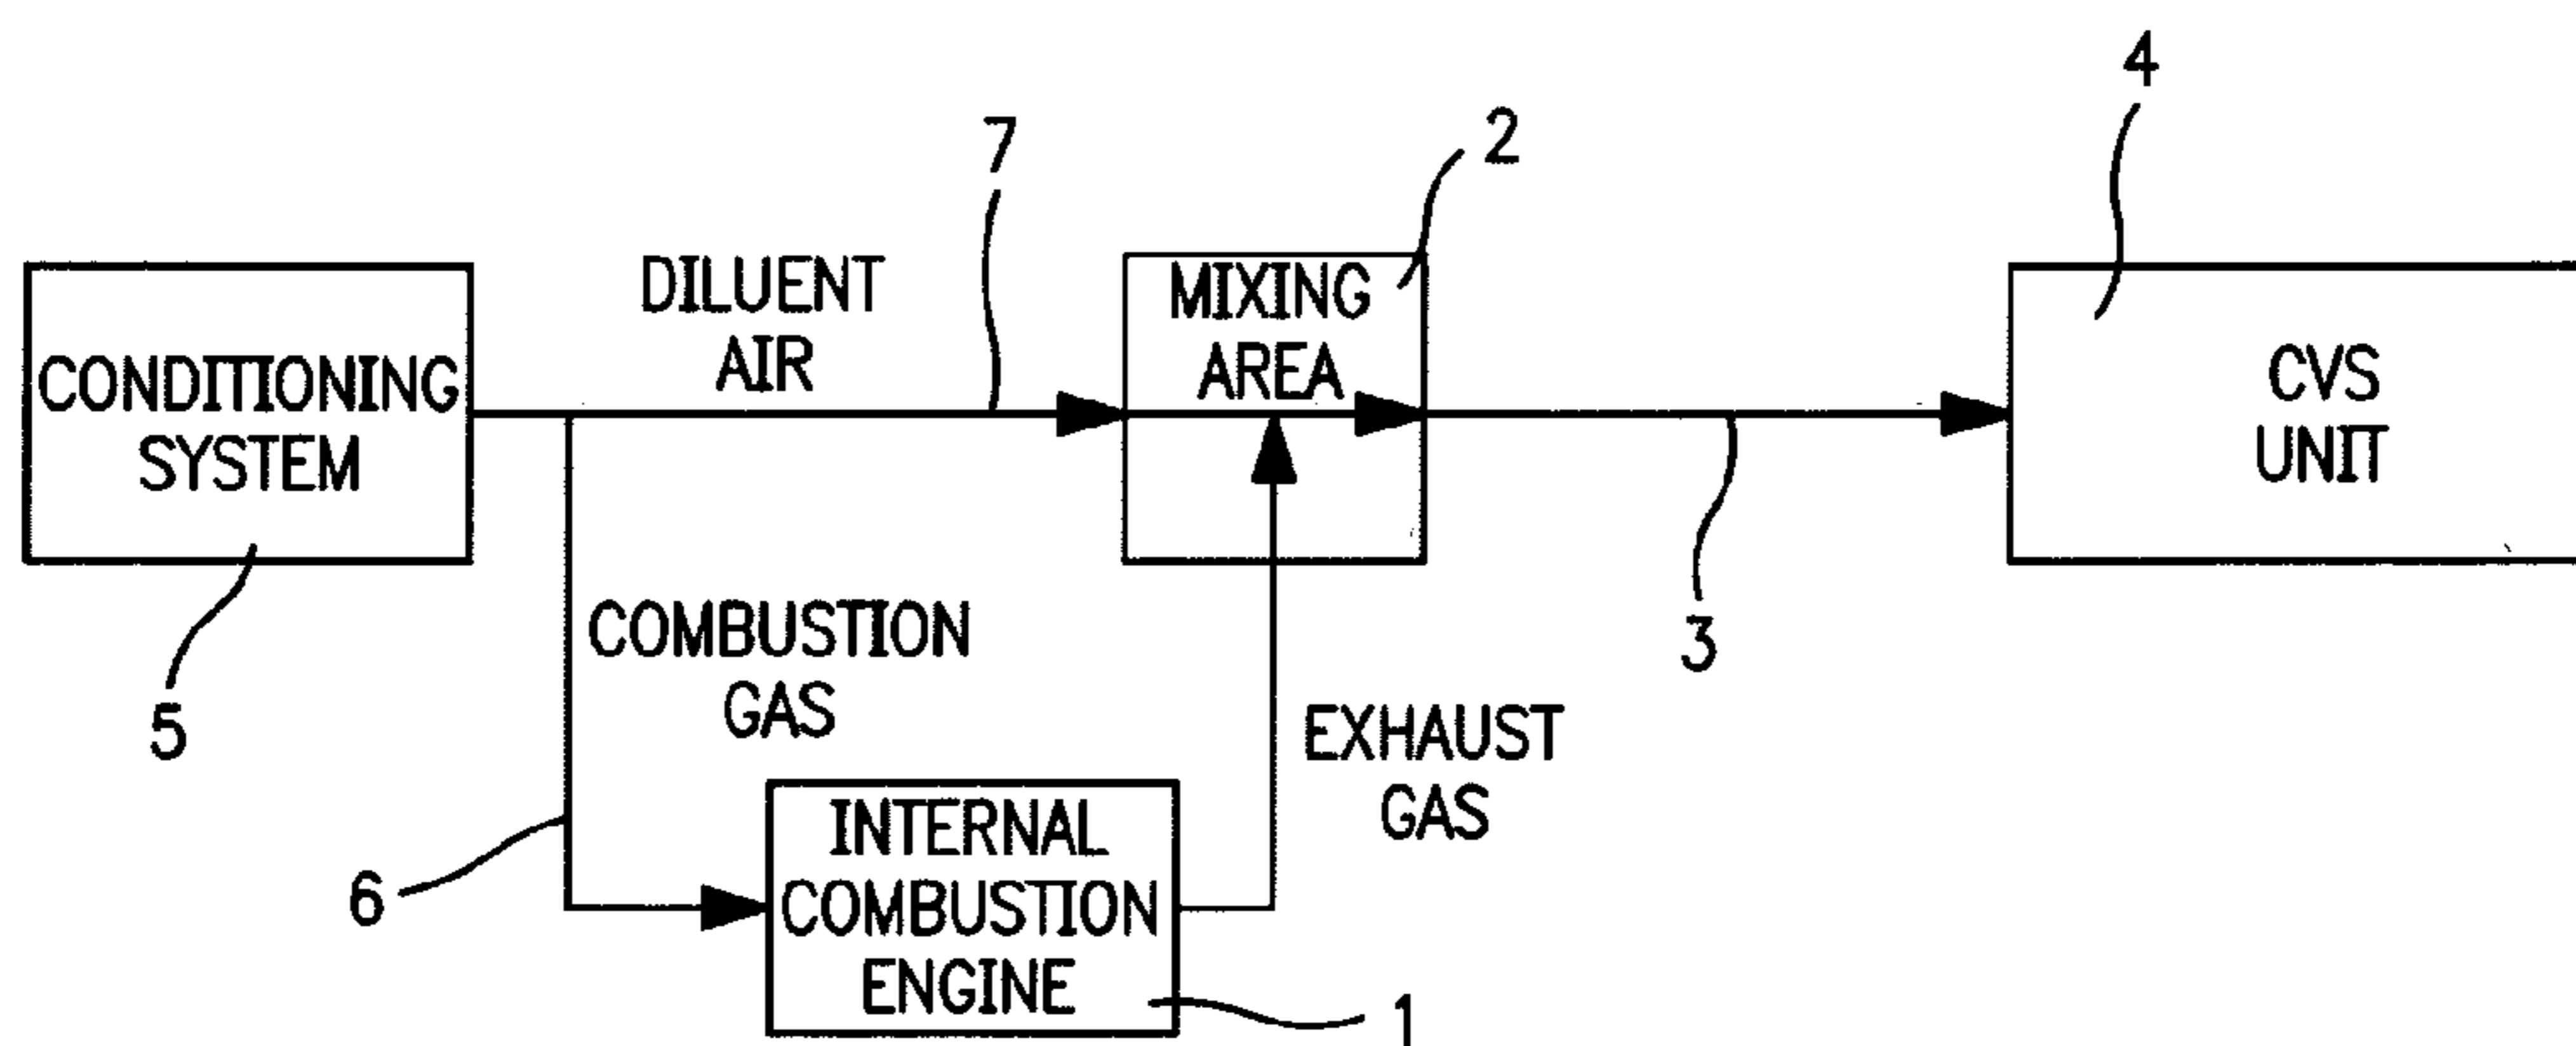 4
7
2
DILUENT
AIR
MIXING
AREA
CONDITIONING
SYSTEM
CVS
UNIT
COMBUSTION
GAS
3
5
EXHAUST
GAS
INTERNAL
COMBUSTION
ENGINE
6
1